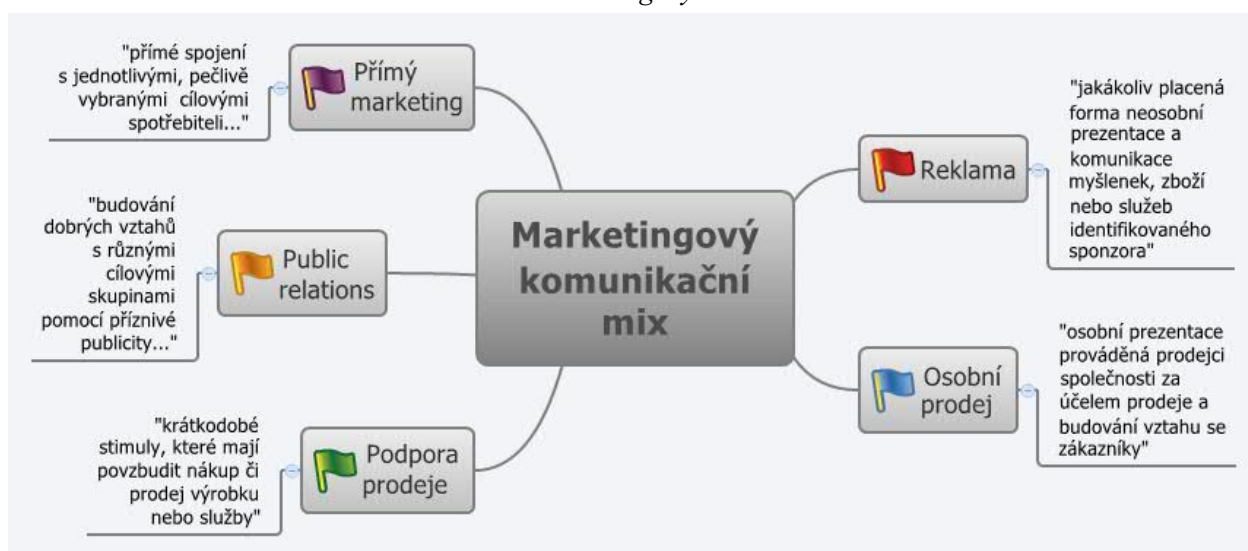 "přímé spojení
s jednotlivými, pečlivě
vybranými cílovými
spotřebiteli..."
Přímý
marketing
"budování
dobrých vztahů
s různými
cílovými
skupinami
pomocí příznivé
publicity..."
Public
relations
"krátkodobé
stimuly, které mají
povzbudit nákup či
prodej výrobku
nebo služby"
Podpora
prodeje
Marketingový
komunikační
mix
Reklama
"jakákoliv placená
forma neosobní
prezentace a
komunikace
myšlenek, zboží
nebo služeb
identifikovaného
sponzora"
Osobní
prodej
"osobní prezentace
prováděná prodejci
společnosti za
účelem prodeje a
budování vztahu se
zákazníky"